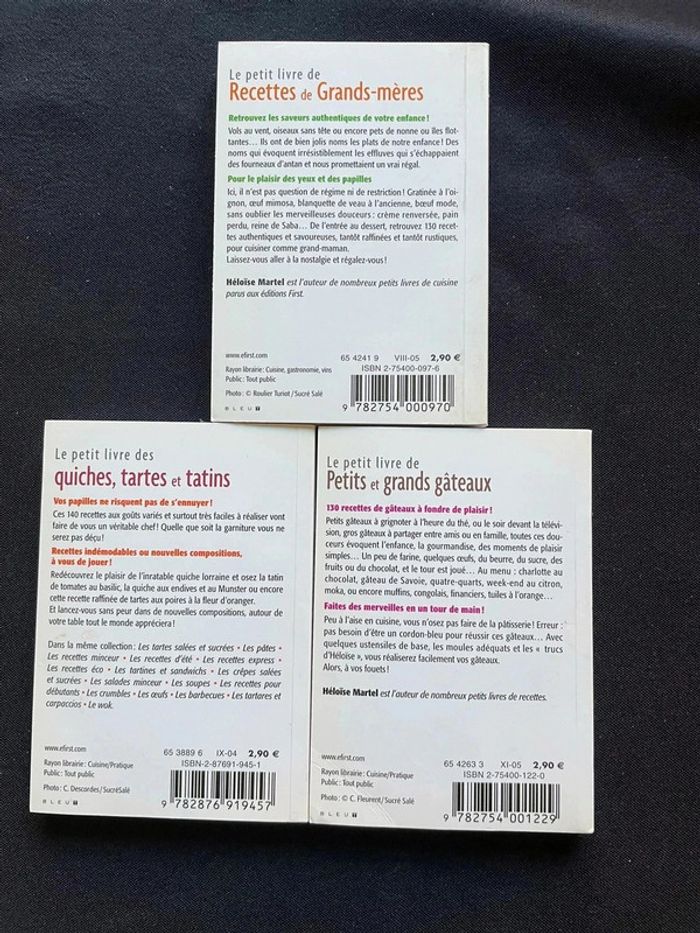 Le petit livre de
Recettes de Grands-mères
Retrouvez les saveurs authentiques de votre enfance !
Vols au vent, oiseaux sans tête ou encore pets de nonne ou îles flot-
tantes… Ils ont de bien jolis noms les plats de notre enfance ! Des
noms qui évoquent irrésistiblement les effluves qui s'échappaient
des fourneaux d'antan et nous promettaient un vrai régal.
Pour le plaisir des yeux et des papilles
Ici, il n'est pas question de régime ni de restriction ! Gratinée à l'oi-
gnon, œuf mimosa, blanquette de veau à l'ancienne, bœuf mode,
sans oublier les merveilleuses douceurs : crème renversée, pain
perdu, reine de Saba… De l'entrée au dessert, retrouvez 130 recet-
tes authentiques et savoureuses, tantôt raffinées et tantôt rustiques,
pour cuisiner comme grand-maman.
Laissez-vous aller à la nostalgie et régalez-vous !
Héloïse Martel est l'auteur de nombreux petits livres de cuisine
parus aux éditions First.
www.efirst.com
65 4241 9 VIII-05 2,90 €
Rayon librairie : Cuisine, gastronomie, vins
ISBN 2-75400-097-6
Public : Tout public
Photo : © Roulier Turiot / Sucré Salé
BLEUT
9 782754 000970
Le petit livre des
quiches, tartes et tatins
Vos papilles ne risquent pas de s'ennuyer !
Ces 140 recettes aux goûts variés et surtout très faciles à réaliser vont
faire de vous un véritable chef ! Quelle que soit la garniture vous ne
serez pas déçu !
Recettes indémodables ou nouvelles compositions,
à vous de jouer !
Redécouvrez le plaisir de l'inratable quiche lorraine et osez la tatin
de tomates au basilic, la quiche aux endives et au Munster ou encore
cette recette raffinée de tartes aux poires à la fleur d'oranger.
Et lancez-vous sans peur dans de nouvelles compositions, autour de
votre table tout le monde appréciera !
Dans la même collection : Les tartes salées et sucrées • Les pâtes •
Les recettes minceur • Les recettes d'été • Les recettes express •
Les recettes éco • Les tartines et sandwichs • Les crêpes salées
et sucrées • Les salades minceur • Les soupes • Les recettes pour
débutants • Les crumbles • Les œufs • Les barbecues • Les tartares et
carpaccios • Le wok.
www.efirst.com
65 3889 6 IX-04 2,90 €
Rayon librairie : Cuisine/Pratique
ISBN-2-87691-945-1
Public : Tout public
Photo : C. Descordes/SucréSalé
BLEUT
9 782876 919457
Le petit livre de
Petits et grands gâteaux
130 recettes de gâteaux à fondre de plaisir !
Petits gâteaux à grignoter à l'heure du thé, ou le soir devant la télévi-
sion, gros gâteaux à partager entre amis ou en famille, toutes ces dou-
ceurs évoquent l'enfance, la gourmandise, des moments de plaisir
simples… Un peu de farine, quelques œufs, du beurre, du sucre, des
fruits ou du chocolat, et le tour est joué… Au menu : charlotte au
chocolat, gâteau de Savoie, quatre-quarts, week-end au citron,
moka, ou encore muffins, congolais, financiers, tuiles à l'orange…
Faites des merveilles en un tour de main !
Peu à l'aise en cuisine, vous n'osez pas faire de la pâtisserie ! Erreur :
pas besoin d'être un cordon-bleu pour réussir ces gâteaux… Avec
quelques ustensiles de base, les moules adéquats et les « trucs
d'Héloïse », vous réaliserez facilement vos gâteaux.
Alors, à vos fouets !
Héloïse Martel est l'auteur de nombreux petits livres de recettes.
www.efirst.com
65 4263 3 XI-05 2,90 €
Rayon librairie : Cuisine/Pratique
ISBN 2-75400-122-0
Public : Tout public
Photo : © C. Fleurent/Sucré Salé
BLEUT
9 782754 001229